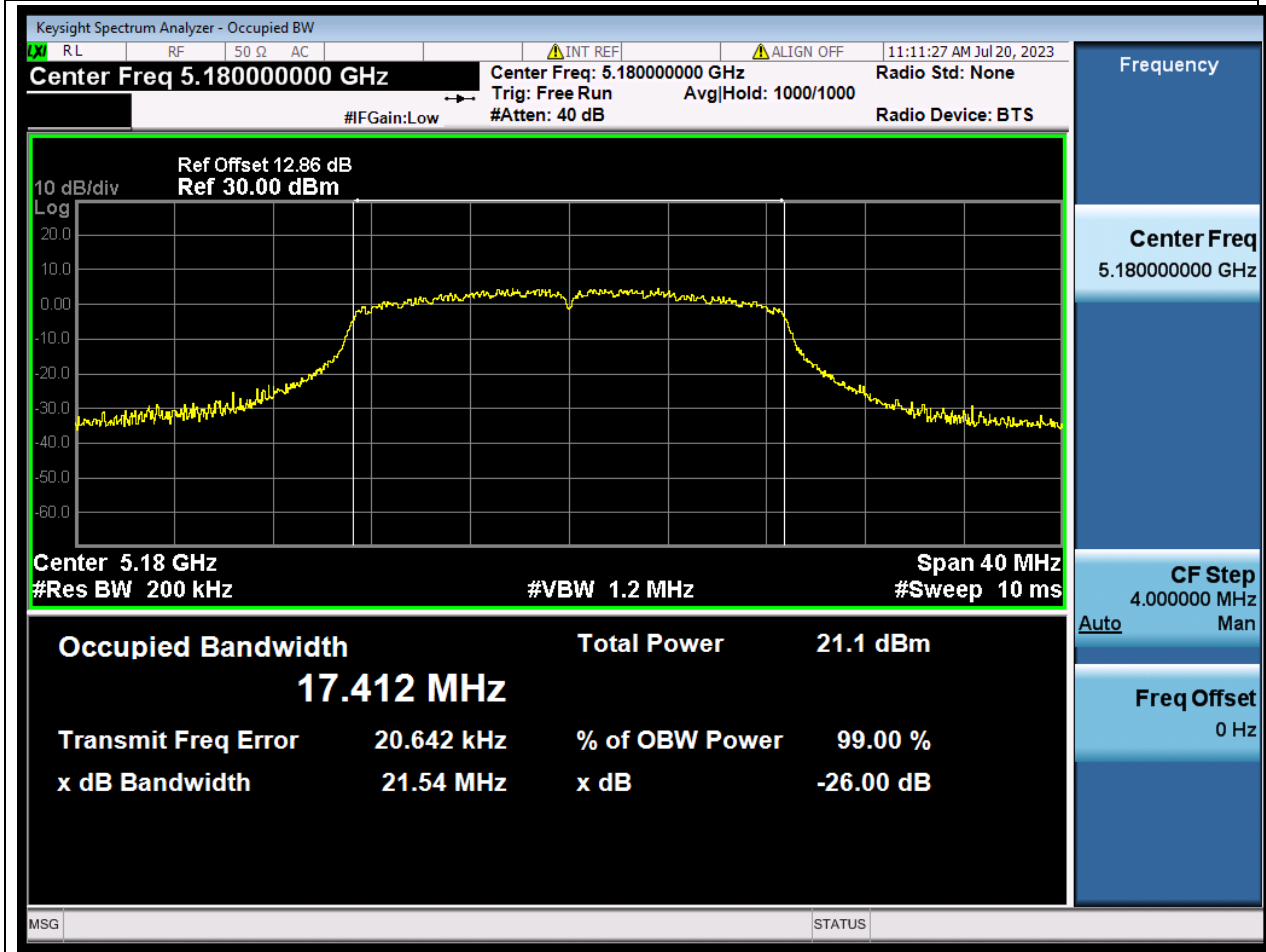 Keysight Spectrum Analyzer - Occupied BW
LXI RL RF 50 Ω AC INT REF ALIGN OFF 11:11:27 AM Jul 20, 2023
Center Freq 5.180000000 GHz
Center Freq: 5.180000000 GHz Radio Std: None
Trig: Free Run Avg|Hold: 1000/1000
#IFGain:Low #Atten: 40 dB Radio Device: BTS
Ref Offset 12.86 dB
10 dB/div Ref 30.00 dBm
Log
20.0
10.0
0.00
-10.0
-20.0
-30.0
-40.0
-50.0
-60.0
Center 5.18 GHz Span 40 MHz
#Res BW 200 kHz #VBW 1.2 MHz #Sweep 10 ms
Occupied Bandwidth Total Power 21.1 dBm
17.412 MHz
Transmit Freq Error 20.642 kHz % of OBW Power 99.00 %
x dB Bandwidth 21.54 MHz x dB -26.00 dB
MSG STATUS
Frequency
Center Freq
5.180000000 GHz
CF Step
4.000000 MHz
Auto Man
Freq Offset
0 Hz